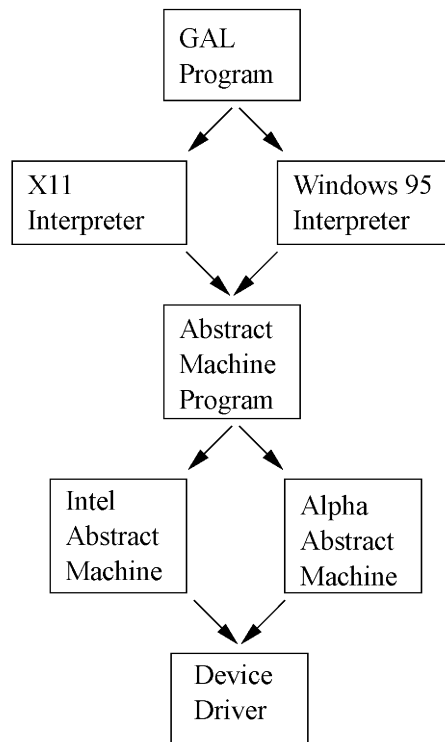 GAL
Program
X11
Interpreter
Windows 95
Interpreter
Abstract
Machine
Program
Intel
Abstract
Machine
Alpha
Abstract
Machine
Device
Driver